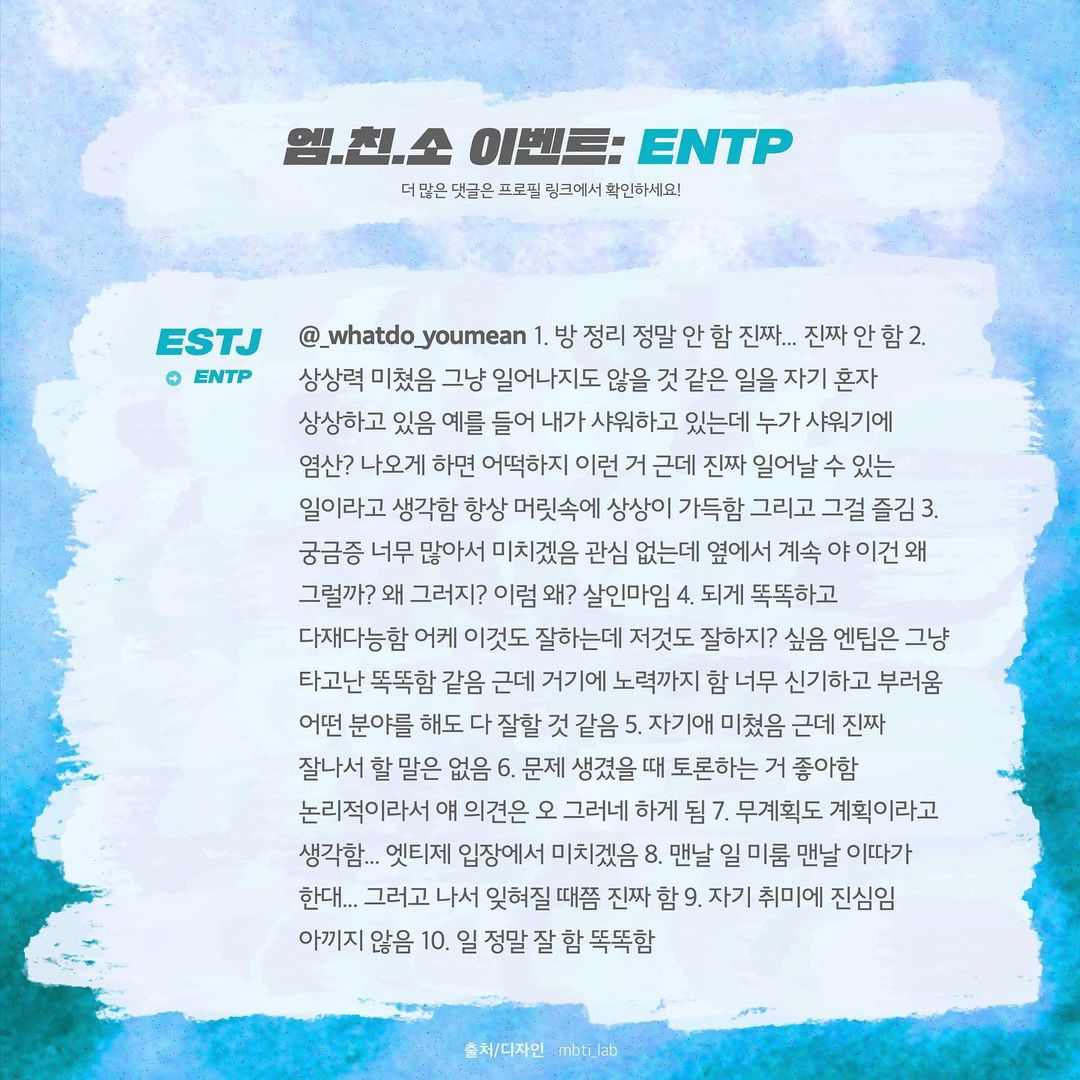 엠.친.소 이벤트: ENTP
더 많은 댓글은 프로필 링크에서 확인하세요!
ESTJ
ENTP
@_whatdo_youmean 1. 방 정리 정말 안 함 진짜... 진짜 안 함 2.
상상력 미쳤음 그냥 일어나지도 않을 것 같은 일을 자기 혼자
상상하고 있음 예를 들어 내가 샤워하고 있는데 누가 샤워기에
염산? 나오게 하면 어떡하지 이런 거 근데 진짜 일어날 수 있는
일이라고 생각함 항상 머릿속에 상상이 가득함 그리고 그걸 즐김 3.
궁금증 너무 많아서 미치겠음 관심 없는데 옆에서 계속 야 이건 왜
그럴까? 왜 그러지? 이럼 왜? 살인마임 4. 되게 똑똑하고
다재다능함 어케 이것도 잘하는데 저것도 잘하지? 싶음 엔팁은 그냥
타고난 똑똑함 같음 근데 거기에 노력까지 함 너무 신기하고 부러움
어떤 분야를 해도 다 잘할 것 같음 5. 자기애 미쳤음 근데 진짜
잘나서 할 말은 없음 6. 문제 생겼을 때 토론하는 거 좋아함
논리적이라서 얘 의견은 오 그러네 하게 됨 7. 무계획도 계획이라고
생각함... 엣티제 입장에서 미치겠음 8. 맨날 일 미룸 맨날 이따가
한대... 그러고 나서 잊혀질 때쯤 진짜 함 9. 자기 취미에 진심임
아끼지 않음 10. 일 정말 잘 함 똑똑함
출처/디자인 mbti_lab